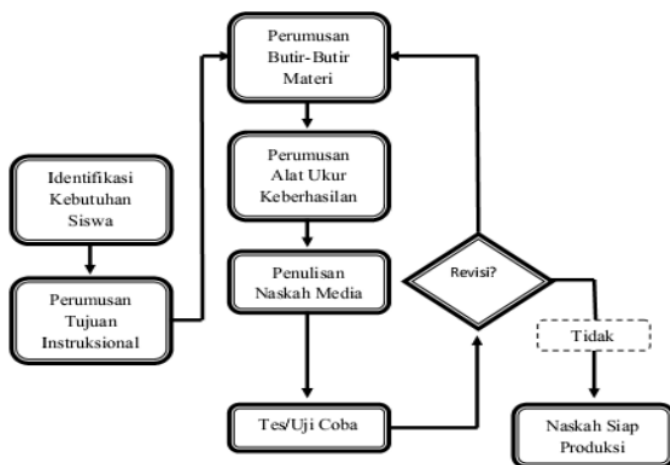 Identifikasi
Kebutuhan
Siswa
Perumusan
Tujuan
Instruksional
Perumusan
Butir-Butir
Materi
Perumusan
Alat Ukur
Keberhasilan
Penulisan
Naskah Media
Tes/Uji Coba
Revisi?
Tidak
Naskah Siap
Produksi